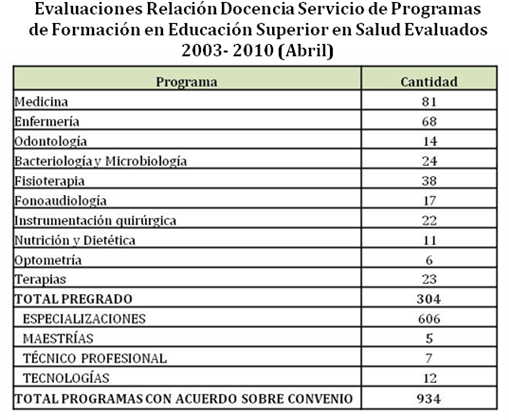 Evaluaciones Relación Docencia Servicio de Programas
de Formación en Educación Superior en Salud Evaluados
2003- 2010 (Abril)
Programa Cantidad
Medicina 81
Enfermería 68
Odontología 14
Bacteriología y Microbiología 24
Fisioterapia 38
Fonoaudiología 17
Instrumentación quirúrgica 22
Nutrición y Dietética 11
Optometría 6
Terapias 23
TOTAL PREGRADO 304
ESPECIALIZACIONES 606
MAESTRÍAS 5
TÉCNICO PROFESIONAL 7
TECNOLOGÍAS 12
TOTAL PROGRAMAS CON ACUERDO SOBRE CONVENIO 934